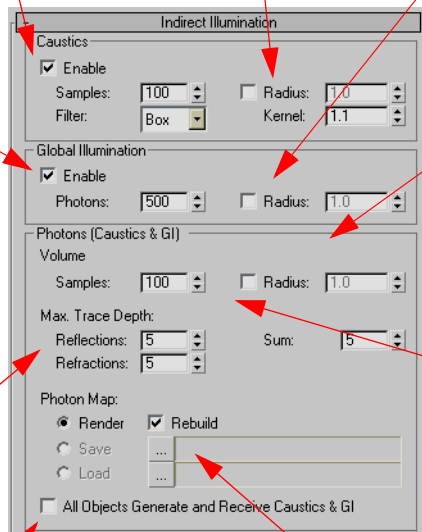 Indirect Illumination
Caustics
Enable
Samples: 100 Radius: 1.0
Filter: Box Kernel: 1.1
Global Illumination
Enable
Photons: 500 Radius: 1.0
Photons (Caustics & GI)
Volume
Samples: 100 Radius: 1.0
Max. Trace Depth:
Reflections: 5 Sum: 5
Refractions: 5
Photon Map:
Render Rebuild
Save ...
Load ...
All Objects Generate and Receive Caustics & GI